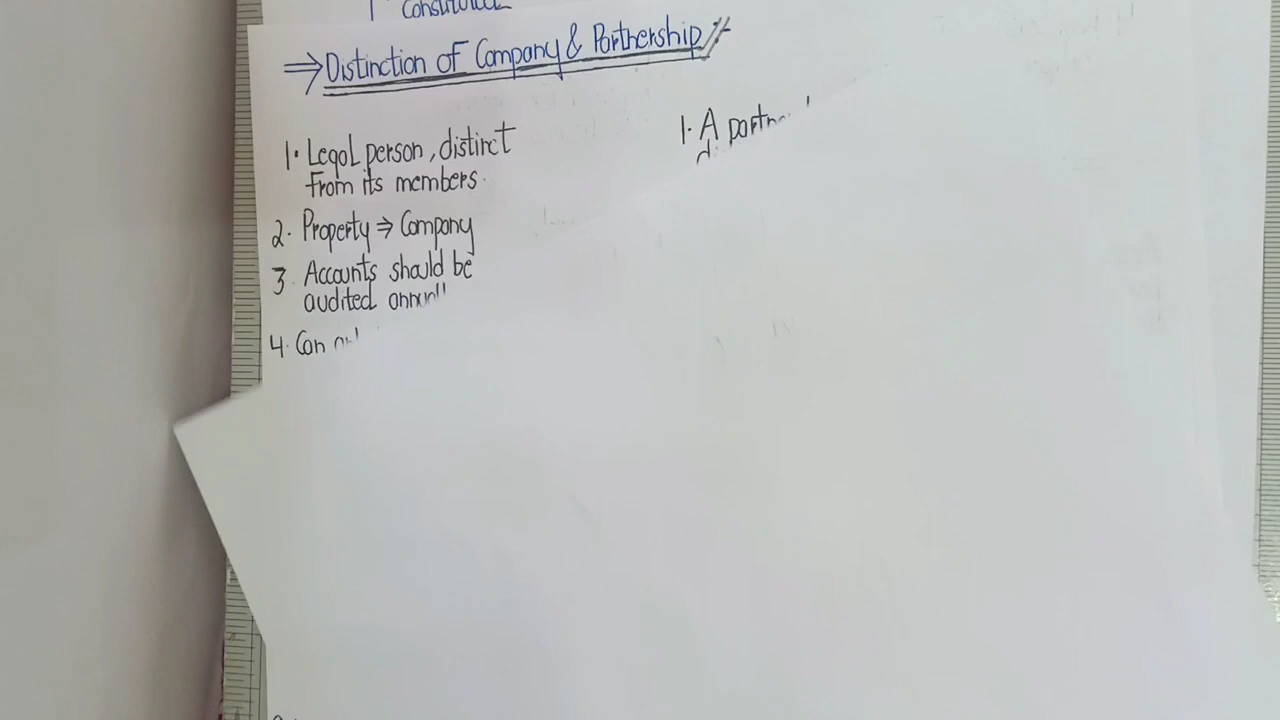 ⇒ Distinction of Company & Partnership //
1. Legal person, distinct
from its members.
2. Property ⇒ Company
3. Accounts should be
audited
4. Can
1. A